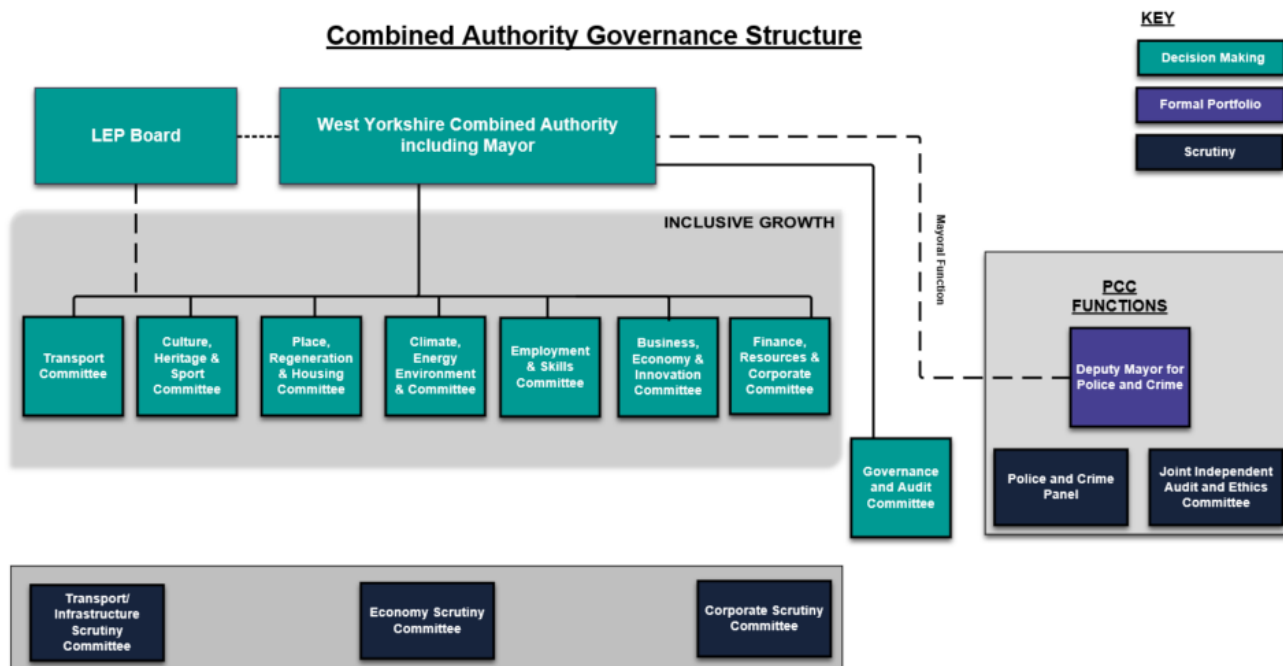 Combined Authority Governance Structure
KEY
Decision Making
Formal Portfolio
Scrutiny
LEP Board
West Yorkshire Combined Authority
including Mayor
Mayoral Function
INCLUSIVE GROWTH
Transport
Committee
Culture,
Heritage &
Sport
Committee
Place,
Regeneration
& Housing
Committee
Climate,
Energy
Environment
& Committee
Employment
& Skills
Committee
Business,
Economy &
Innovation
Committee
Finance,
Resources &
Corporate
Committee
Governance
and Audit
Committee
PCC
FUNCTIONS
Deputy Mayor for
Police and Crime
Police and Crime
Panel
Joint Independent
Audit and Ethics
Committee
Transport/
Infrastructure
Scrutiny
Committee
Economy Scrutiny
Committee
Corporate Scrutiny
Committee